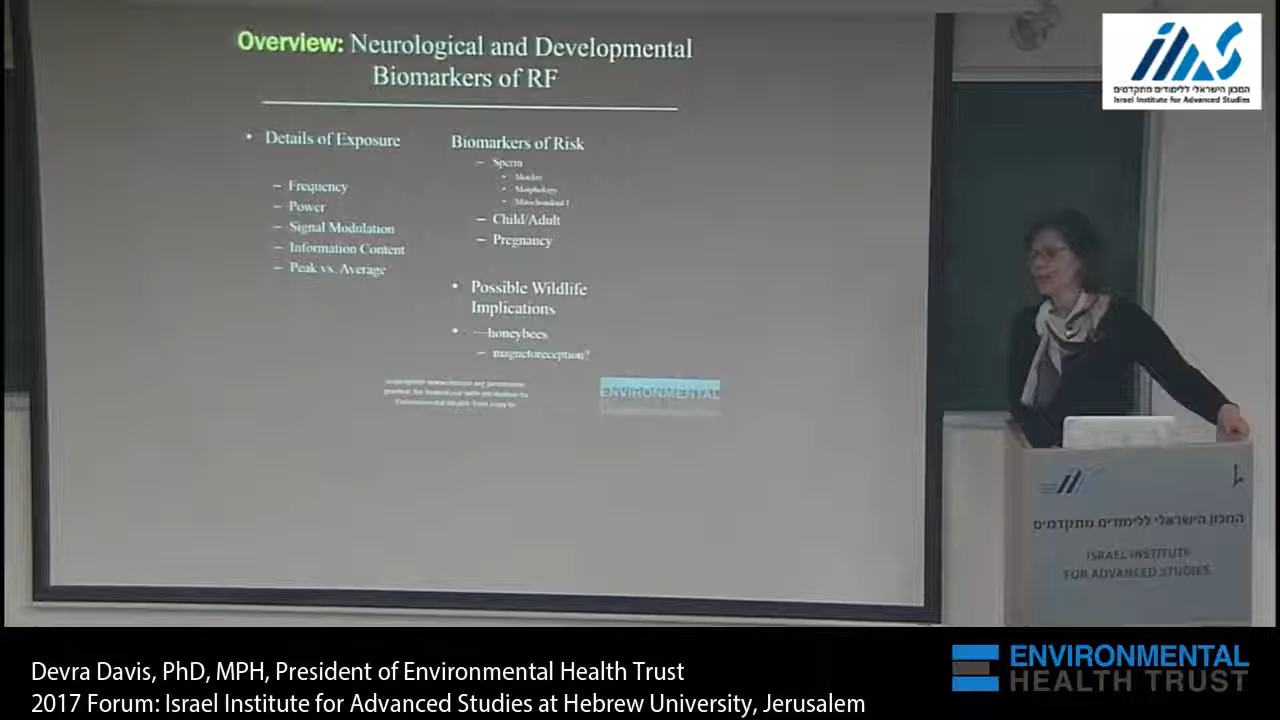 Overview: Neurological and Developmental
Biomarkers of RF
• Details of Exposure
– Frequency
– Power
– Signal Modulation
– Information Content
– Peak vs. Average
Biomarkers of Risk
– Sperm
• Morphology
– Child/Adult
– Pregnancy
• Possible Wildlife
Implications
• —honeybees
– magnetoreception?
ENVIRONMENTAL
המכון הישראלי ללימודים מתקדמים
Israel Institute for Advanced Studies
המכון הישראלי ללימודים מתקדמים
ISRAEL INSTITUTE
FOR ADVANCED STUDIES
Devra Davis, PhD, MPH, President of Environmental Health Trust
2017 Forum: Israel Institute for Advanced Studies at Hebrew University, Jerusalem
ENVIRONMENTAL
HEALTH TRUST